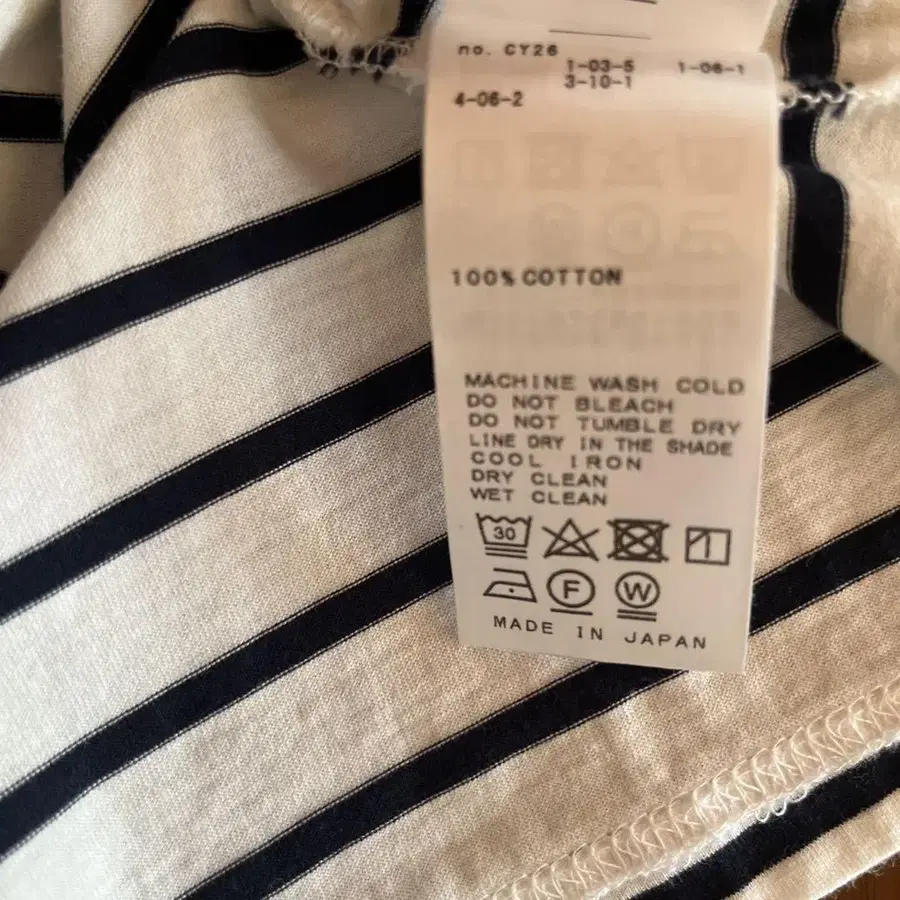 no. CY26
1-03-5 1-06-1
3-10-1
4-06-2
100% COTTON
MACHINE WASH COLD
DO NOT BLEACH
DO NOT TUMBLE DRY
LINE DRY IN THE SHADE
COOL IRON
DRY CLEAN
WET CLEAN
30
F W
MADE IN JAPAN